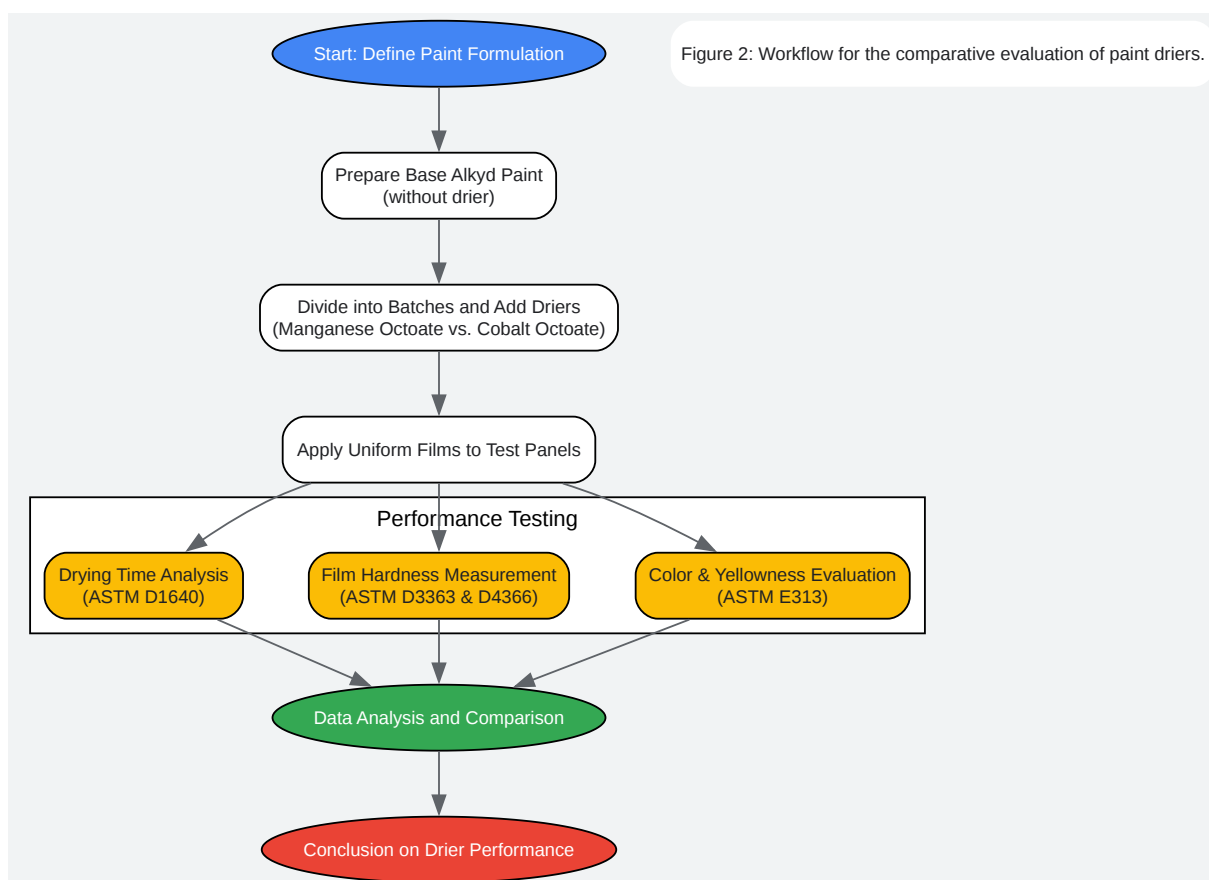 Start: Define Paint Formulation
Figure 2: Workflow for the comparative evaluation of paint driers.
Prepare Base Alkyd Paint
(without drier)
Divide into Batches and Add Driers
(Manganese Octoate vs. Cobalt Octoate)
Apply Uniform Films to Test Panels
Performance Testing
Drying Time Analysis
(ASTM D1640)
Film Hardness Measurement
(ASTM D3363 & D4366)
Color & Yellowness Evaluation
(ASTM E313)
Data Analysis and Comparison
Conclusion on Drier Performance